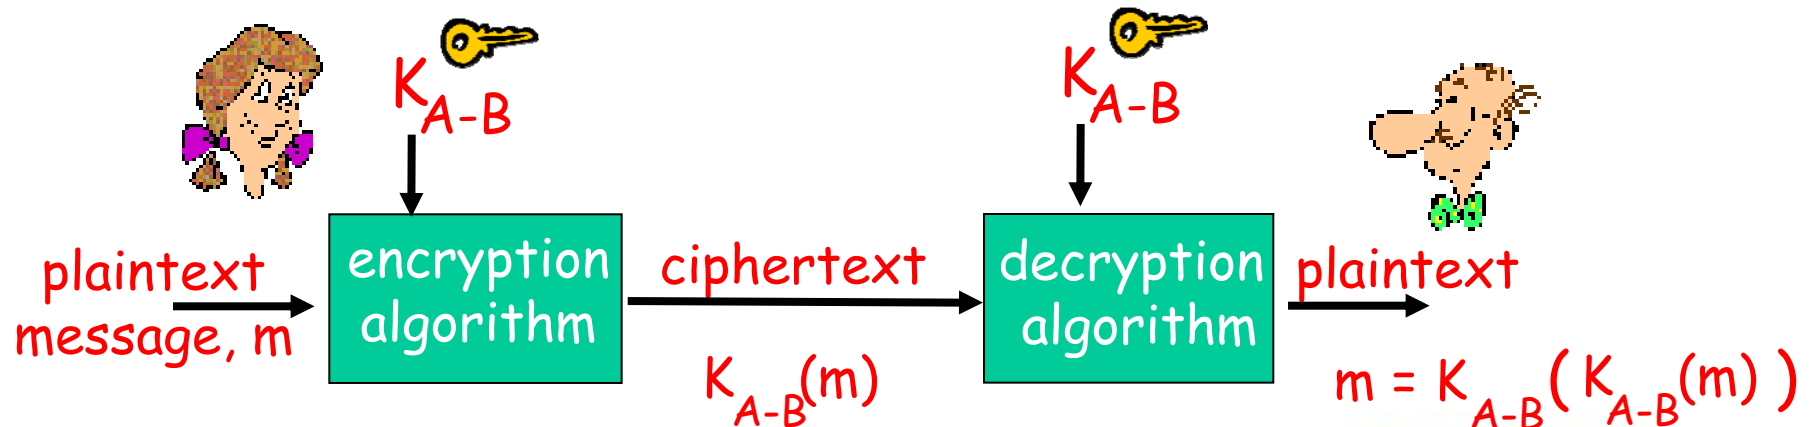 K A-B
K A-B
plaintext
message, m
encryption
algorithm
ciphertext
K A-B (m)
decryption
algorithm
plaintext
m = K A-B ( K A-B (m) )